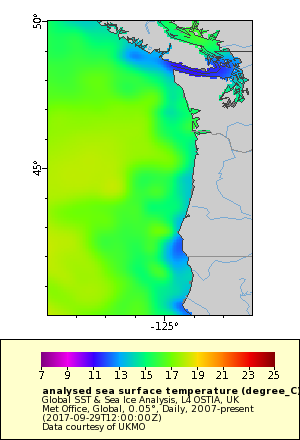 50°
45°
-125°
7 9 11 13 15 17 19 21 23 25
analysed sea surface temperature (degree_C)
Global SST & Sea Ice Analysis, L4 OSTIA, UK
Met Office, Global, 0.05°, Daily, 2007-present
(2017-09-29T12:00:00Z)
Data courtesy of UKMO